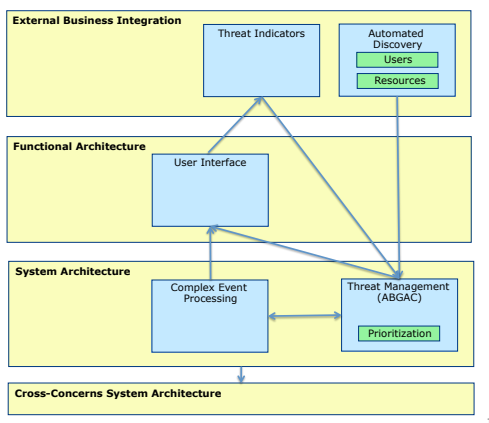 External Business Integration
Threat Indicators
Automated
Discovery
Users
Resources
Functional Architecture
User Interface
System Architecture
Complex Event
Processing
Threat Management
(ABGAC)
Prioritization
Cross-Concerns System Architecture